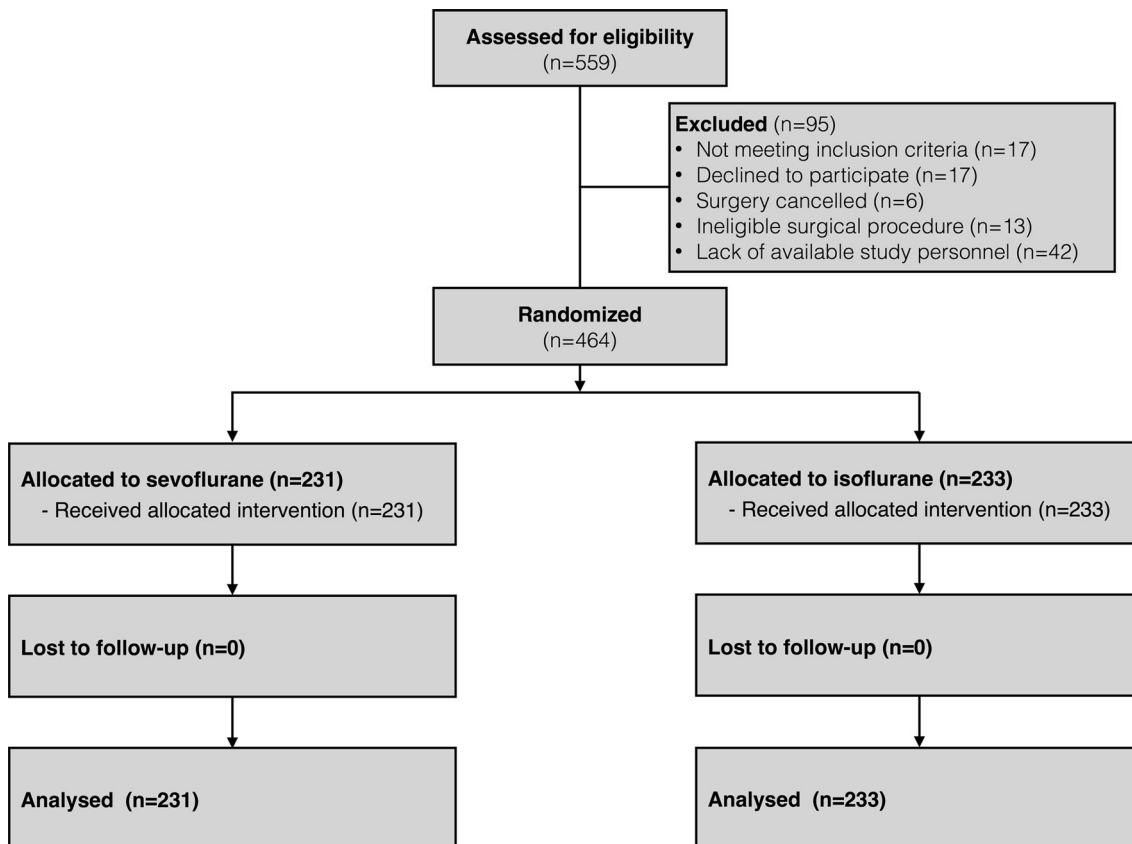 Assessed for eligibility
(n=559)
Excluded (n=95)
• Not meeting inclusion criteria (n=17)
• Declined to participate (n=17)
• Surgery cancelled (n=6)
• Ineligible surgical procedure (n=13)
• Lack of available study personnel (n=42)
Randomized
(n=464)
Allocated to sevoflurane (n=231)
- Received allocated intervention (n=231)
Allocated to isoflurane (n=233)
- Received allocated intervention (n=233)
Lost to follow-up (n=0)
Lost to follow-up (n=0)
Analysed (n=231)
Analysed (n=233)